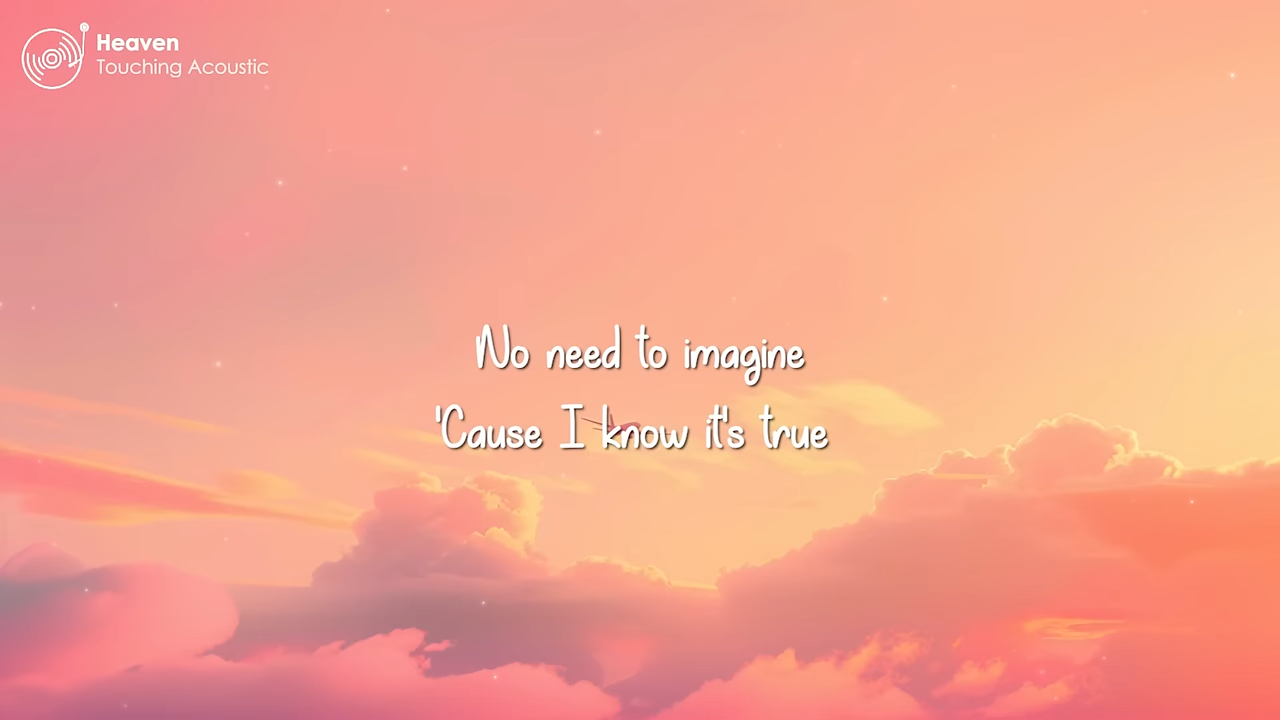 Heaven
Touching Acoustic
No need to imagine
'Cause I know it's true